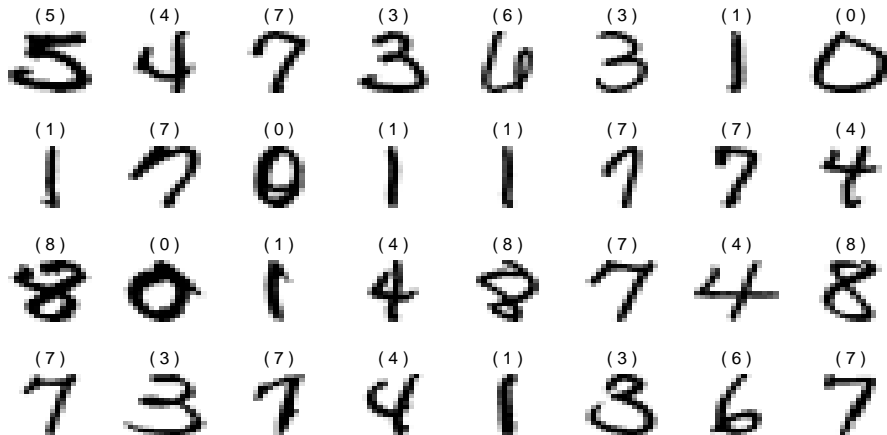 (5) (4) (7) (3) (6) (3) (1) (0)
5 4 7 3 6 3 1 0
(1) (7) (0) (1) (1) (7) (7) (4)
1 7 0 1 1 7 7 4
(8) (0) (1) (4) (8) (7) (4) (8)
8 0 1 4 8 7 4 8
(7) (3) (7) (4) (1) (3) (6) (7)
7 3 7 4 1 3 6 7